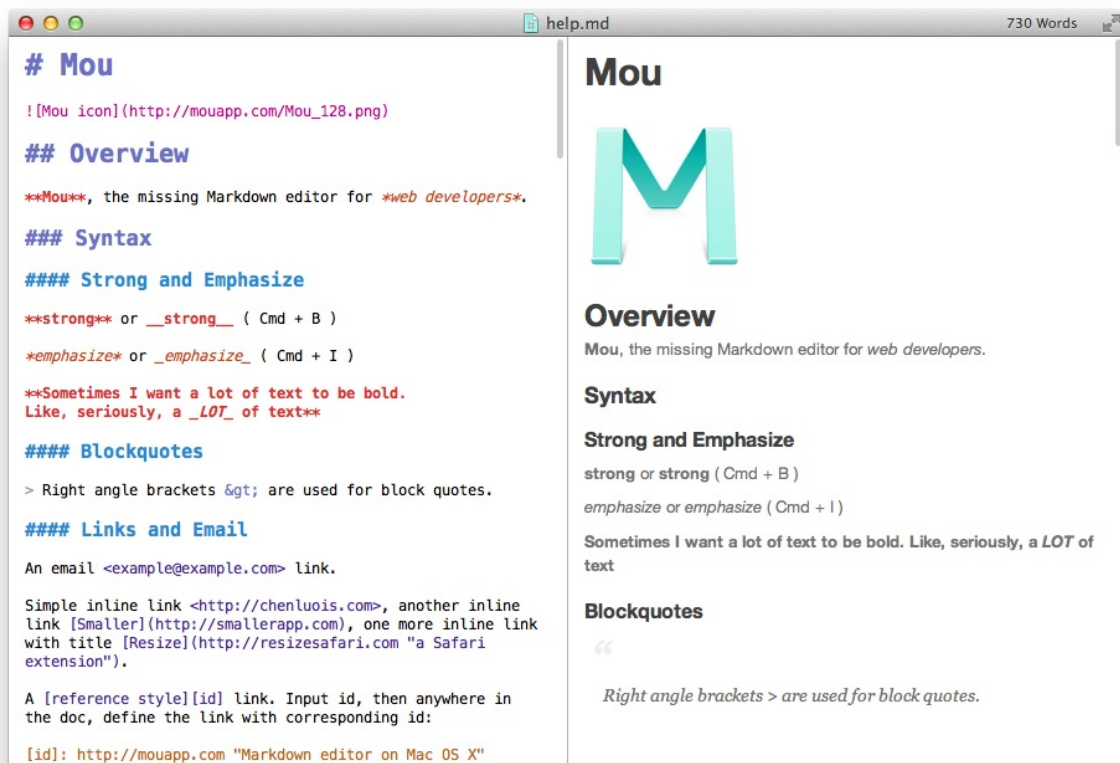 help.md
730 Words
# Mou
![Mou icon](http://mouapp.com/Mou_128.png)
## Overview
**Mou**, the missing Markdown editor for *web developers*.
### Syntax
#### Strong and Emphasize
**strong** or __strong__ ( Cmd + B )
*emphasize* or _emphasize_ ( Cmd + I )
**Sometimes I want a lot of text to be bold.
Like, seriously, a _LOT_ of text**
#### Blockquotes
> Right angle brackets &gt; are used for block quotes.
#### Links and Email
An email <example@example.com> link.
Simple inline link <http://chenluois.com>, another inline
link [Smaller](http://smallerapp.com), one more inline link
with title [Resize](http://resizesafari.com "a Safari
extension").
A [reference style][id] link. Input id, then anywhere in
the doc, define the link with corresponding id:
[id]: http://mouapp.com "Markdown editor on Mac OS X"
Mou
M
Overview
Mou, the missing Markdown editor for web developers.
Syntax
Strong and Emphasize
strong or strong ( Cmd + B )
emphasize or emphasize ( Cmd + I )
Sometimes I want a lot of text to be bold. Like, seriously, a LOT of
text
Blockquotes
“
Right angle brackets > are used for block quotes.